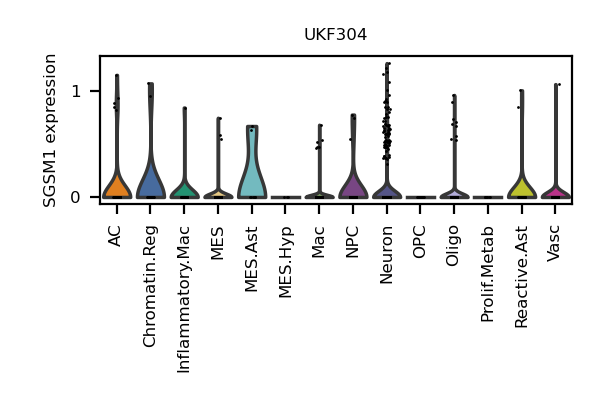 UKF304
SGSM1 expression
1
0
AC
Chromatin.Reg
Inflammatory.Mac
MES
MES.Ast
MES.Hyp
Mac
NPC
Neuron
OPC
Oligo
Prolif.Metab
Reactive.Ast
Vasc